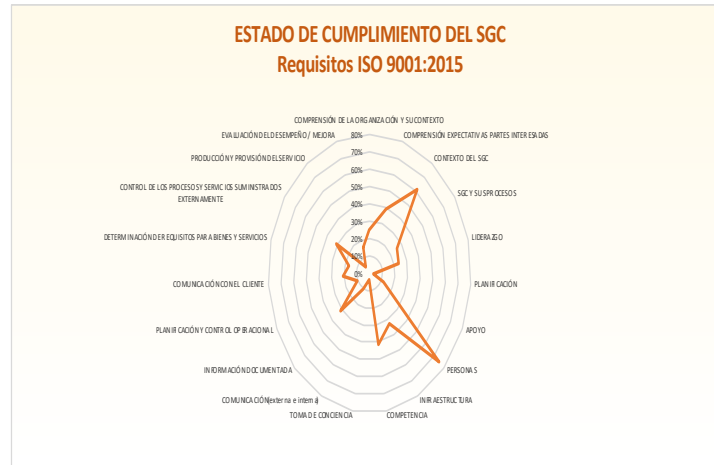 ESTADO DE CUMPLIMIENTO DEL SGC
Requisitos ISO 9001:2015
COMPRENSIÓN DE LA ORGANIZACIÓN Y SU CONTEXTO
EVALUACIÓN DEL DESEMPEÑO / MEJORA
80%
COMPRENSIÓN EXPECTATIVAS PARTES INTERESADAS
70%
PRODUCCIÓN Y PROVISIÓN DEL SERVICIO
CONTEXTO DEL SGC
60%
50%
CONTROL DE LOS PROCESOS Y SERVICIOS SUMINISTRADOS
EXTERNAMENTE
SGC Y SUS PROCESOS
40%
30%
DETERMINACIÓN DE REQUISITOS PARA BIENES Y SERVICIOS
20%
LIDERAZGO
10%
0%
COMUNICACIÓN CON EL CLIENTE
PLANIFICACIÓN
PLANIFICACIÓN Y CONTROL OPERACIONAL
APOYO
INFORMACIÓN DOCUMENTADA
PERSONAS
COMUNICACIÓN(externa e interna)
INFRAESTRUCTURA
TOMA DE CONCIENCIA
COMPETENCIA